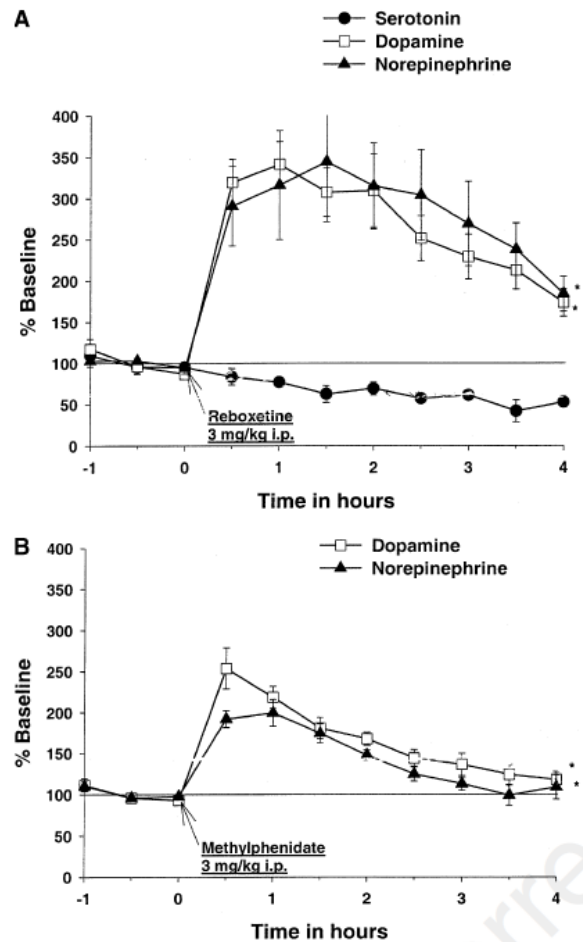 A
Serotonin
Dopamine
Norepinephrine
400
350
300
250
200
150
100
50
0
% Baseline
Reboxetine
3 mg/kg i.p.
-1 0 1 2 3 4
Time in hours
*
*
B
Dopamine
Norepinephrine
400
350
300
250
200
150
100
50
0
% Baseline
Methylphenidate
3 mg/kg i.p.
-1 0 1 2 3 4
Time in hours
*
*